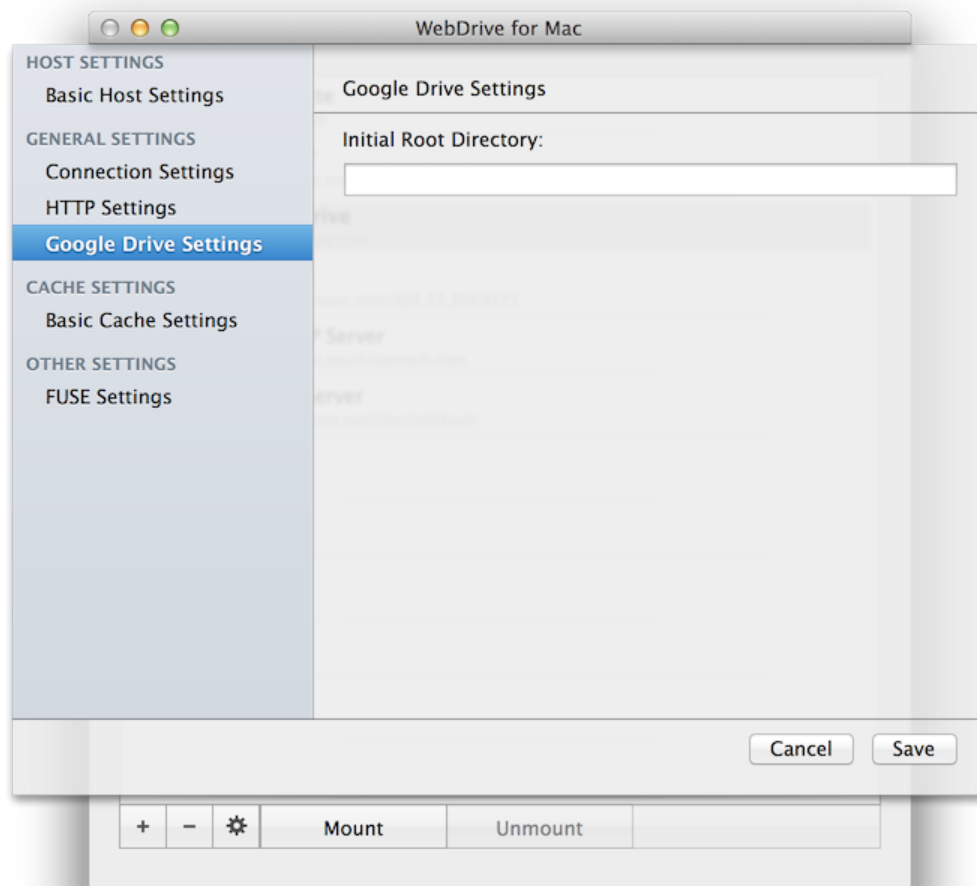 WebDrive for Mac
HOST SETTINGS
Basic Host Settings
GENERAL SETTINGS
Connection Settings
HTTP Settings
Google Drive Settings
CACHE SETTINGS
Basic Cache Settings
OTHER SETTINGS
FUSE Settings
Google Drive Settings
Initial Root Directory:
Server
Cancel
Save
+
−
Mount
Unmount